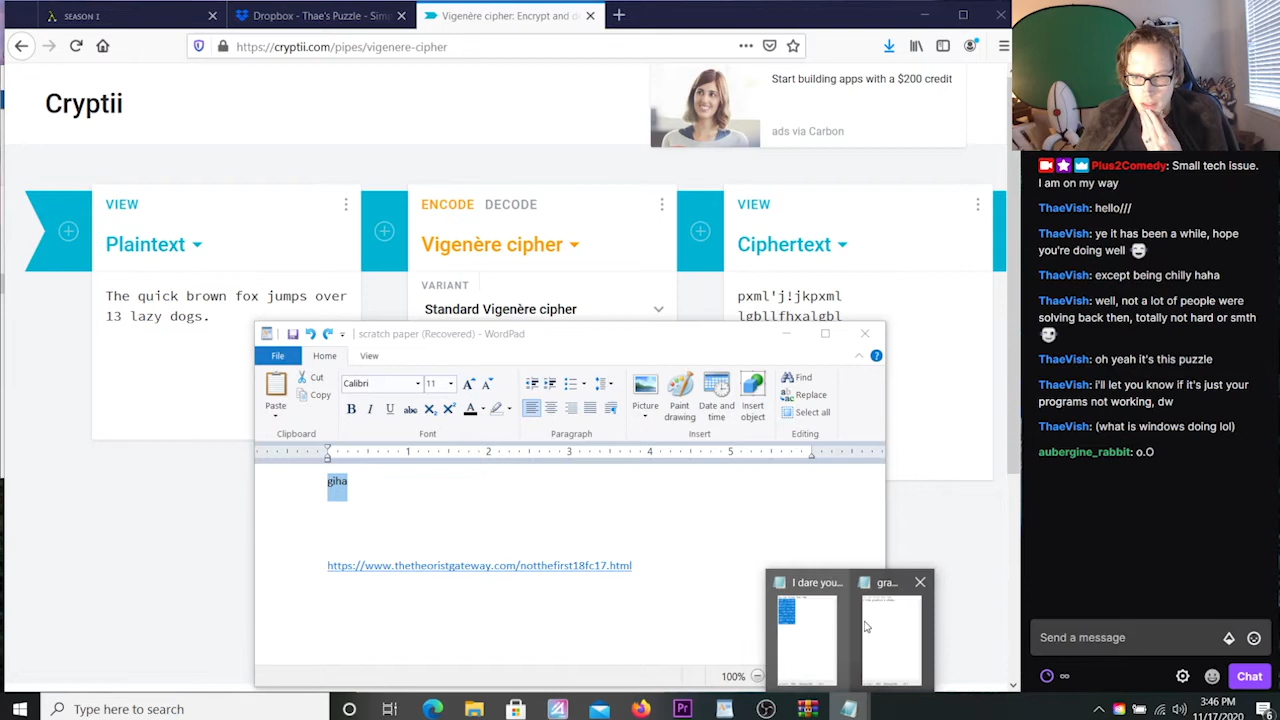 SEASON I
Dropbox - Thae's Puzzle - Sim
Vigenère cipher: Encrypt and d
https://cryptii.com/pipes/vigenere-cipher
Cryptii
Start building apps with a $200 credit
ads via Carbon
VIEW
Plaintext
The quick brown fox jumps over
13 lazy dogs.
ENCODE DECODE
Vigenère cipher
VARIANT
Standard Vigenère cipher
VIEW
Ciphertext
pxml'j!jkpxml
lgbllfhxalgbl
scratch paper (Recovered) - WordPad
File Home View
Paste
Cut
Copy
Clipboard
Calibri 11
Font
Paragraph
Picture
Paint drawing
Date and time
Insert object
Insert
Find
Replace
Select all
Editing
1 2 3 4 5
giha
https://www.thetheoristgateway.com/notthefirst18fc17.html
100%
I dare you...
gra...
Type here to search
3:46 PM
11/17/2020
Plus2Comedy: Small tech issue.
I am on my way
ThaeVish: hello///
ThaeVish: ye it has been a while, hope
you're doing well
ThaeVish: except being chilly haha
ThaeVish: well, not a lot of people were
solving back then, totally not hard or smth
ThaeVish: oh yeah it's this puzzle
ThaeVish: i'll let you know if it's just your
programs not working, dw
ThaeVish: (what is windows doing lol)
aubergine_rabbit: o.O
Send a message
Chat